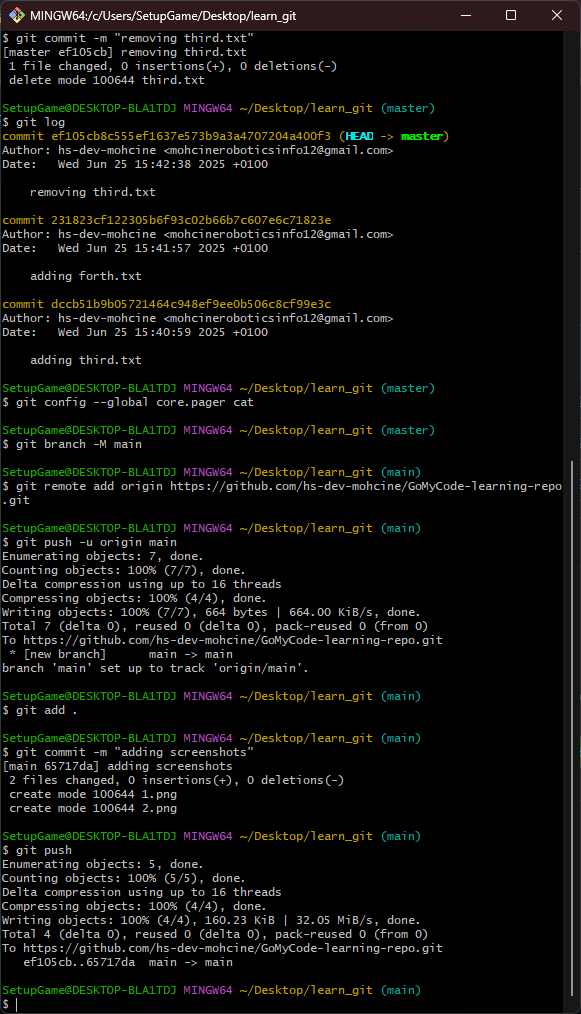 MINGW64:/c/Users/SetupGame/Desktop/learn_git
$ git commit -m "removing third.txt"
[master ef105cb] removing third.txt
 1 file changed, 0 insertions(+), 0 deletions(-)
 delete mode 100644 third.txt

SetupGame@DESKTOP-BLA1TDJ MINGW64 ~/Desktop/learn_git (master)
$ git log
commit ef105cb8c555ef1637e573b9a3a4707204a400f3 (HEAD -> master)
Author: hs-dev-mohcine <mohcineroboticsinfo12@gmail.com>
Date:   Wed Jun 25 15:42:38 2025 +0100

    removing third.txt

commit 231823cf122305b6f93c02b66b7c607e6c71823e
Author: hs-dev-mohcine <mohcineroboticsinfo12@gmail.com>
Date:   Wed Jun 25 15:41:57 2025 +0100

    adding forth.txt

commit dccb51b9b05721464c948ef9ee0b506c8cf99e3c
Author: hs-dev-mohcine <mohcineroboticsinfo12@gmail.com>
Date:   Wed Jun 25 15:40:59 2025 +0100

    adding third.txt

SetupGame@DESKTOP-BLA1TDJ MINGW64 ~/Desktop/learn_git (master)
$ git config --global core.pager cat

SetupGame@DESKTOP-BLA1TDJ MINGW64 ~/Desktop/learn_git (master)
$ git branch -M main

SetupGame@DESKTOP-BLA1TDJ MINGW64 ~/Desktop/learn_git (main)
$ git remote add origin https://github.com/hs-dev-mohcine/GoMyCode-learning-repo
.git

SetupGame@DESKTOP-BLA1TDJ MINGW64 ~/Desktop/learn_git (main)
$ git push -u origin main
Enumerating objects: 7, done.
Counting objects: 100% (7/7), done.
Delta compression using up to 16 threads
Compressing objects: 100% (4/4), done.
Writing objects: 100% (7/7), 664 bytes | 664.00 KiB/s, done.
Total 7 (delta 0), reused 0 (delta 0), pack-reused 0 (from 0)
To https://github.com/hs-dev-mohcine/GoMyCode-learning-repo.git
 * [new branch]      main -> main
branch 'main' set up to track 'origin/main'.

SetupGame@DESKTOP-BLA1TDJ MINGW64 ~/Desktop/learn_git (main)
$ git add .

SetupGame@DESKTOP-BLA1TDJ MINGW64 ~/Desktop/learn_git (main)
$ git commit -m "adding screenshots"
[main 65717da] adding screenshots
 2 files changed, 0 insertions(+), 0 deletions(-)
 create mode 100644 1.png
 create mode 100644 2.png

SetupGame@DESKTOP-BLA1TDJ MINGW64 ~/Desktop/learn_git (main)
$ git push
Enumerating objects: 5, done.
Counting objects: 100% (5/5), done.
Delta compression using up to 16 threads
Compressing objects: 100% (4/4), done.
Writing objects: 100% (4/4), 160.23 KiB | 32.05 MiB/s, done.
Total 4 (delta 0), reused 0 (delta 0), pack-reused 0 (from 0)
To https://github.com/hs-dev-mohcine/GoMyCode-learning-repo.git
   ef105cb..65717da  main -> main

SetupGame@DESKTOP-BLA1TDJ MINGW64 ~/Desktop/learn_git (main)
$